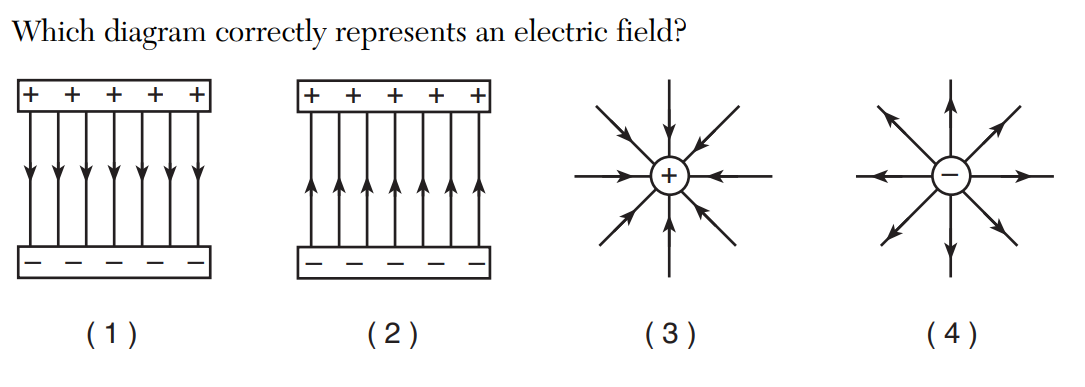 Which diagram correctly represents an electric field?
+ + + + + + + + + +
+ −
− − − − − − − − − −
( 1 ) ( 2 ) ( 3 ) ( 4 )